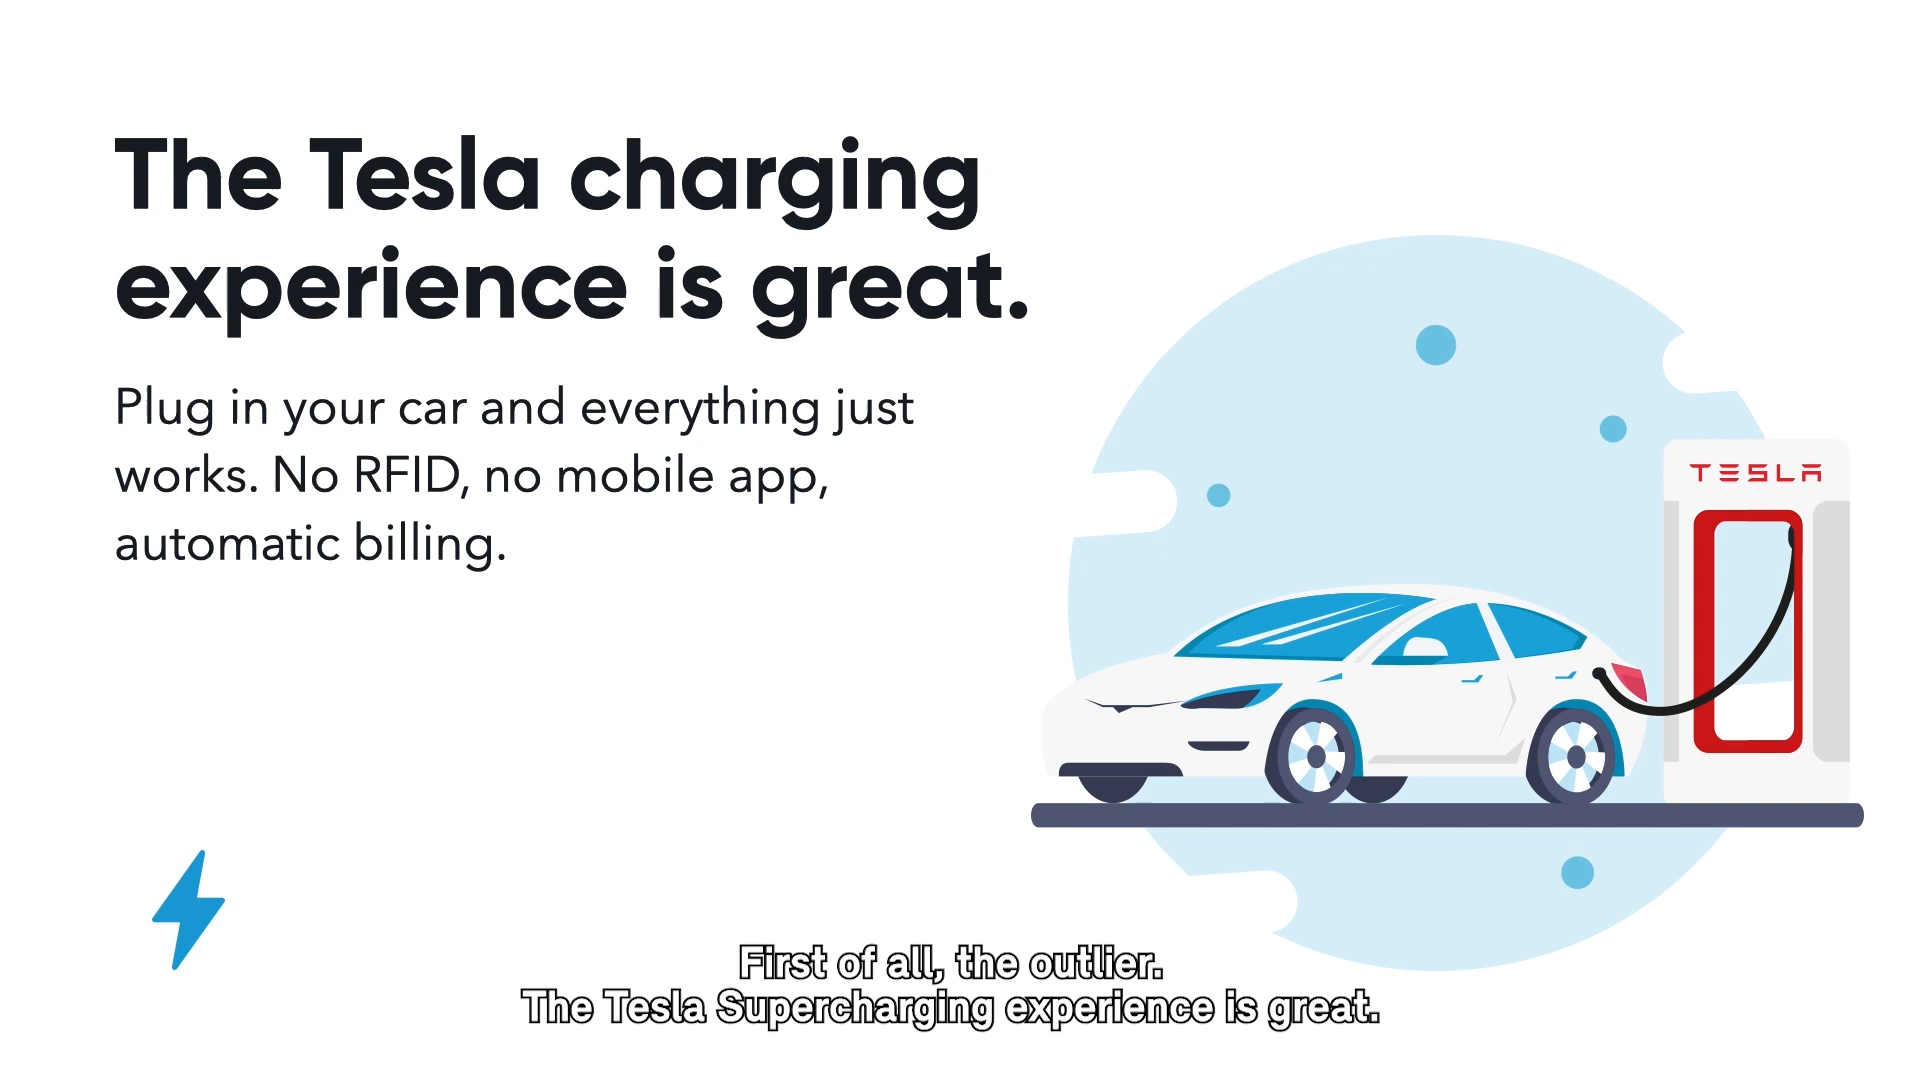 The Tesla charging
experience is great.
Plug in your car and everything just
works. No RFID, no mobile app,
automatic billing.
TESLA
First of all, the outlier.
The Tesla Supercharging experience is great.